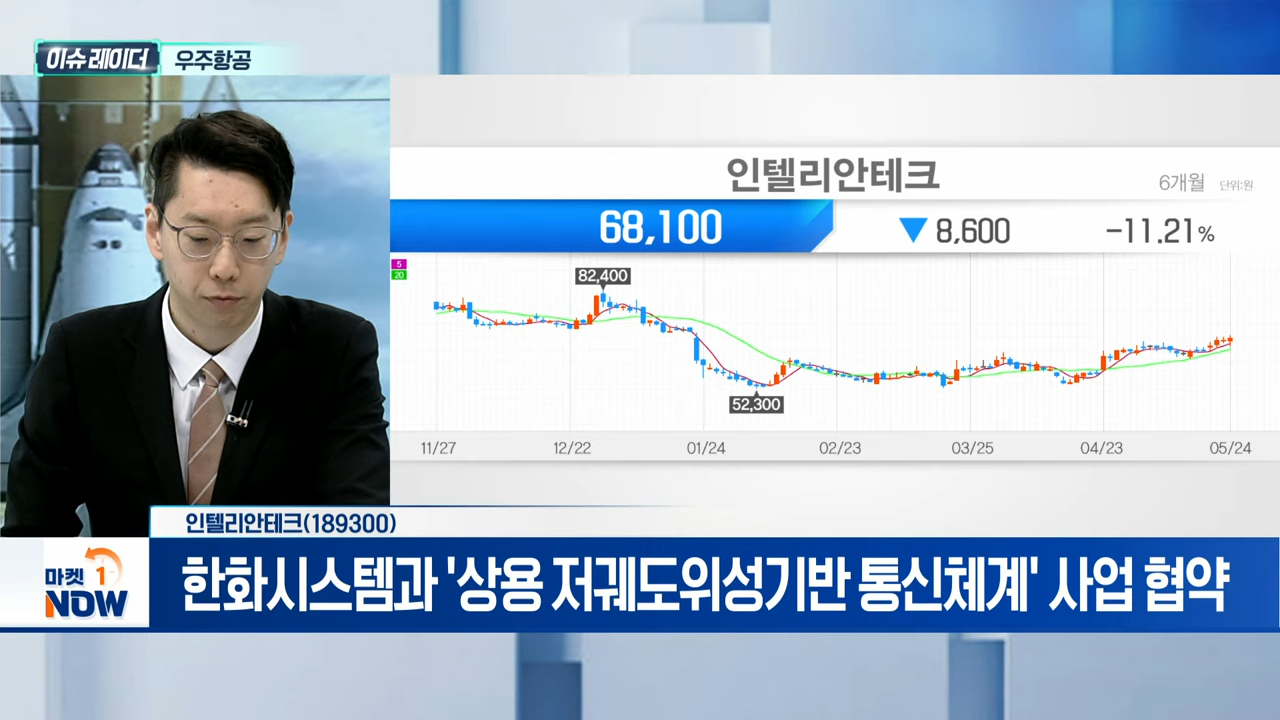 이슈레이더 우주항공
인텔리안테크
6개월 단위:원
68,100 ▼ 8,600 -11.21%
5
20
82,400
52,300
11/27 12/22 01/24 02/23 03/25 04/23 05/24
인텔리안테크(189300)
마켓 1
NOW
한화시스템과 '상용 저궤도위성기반 통신체계' 사업 협약